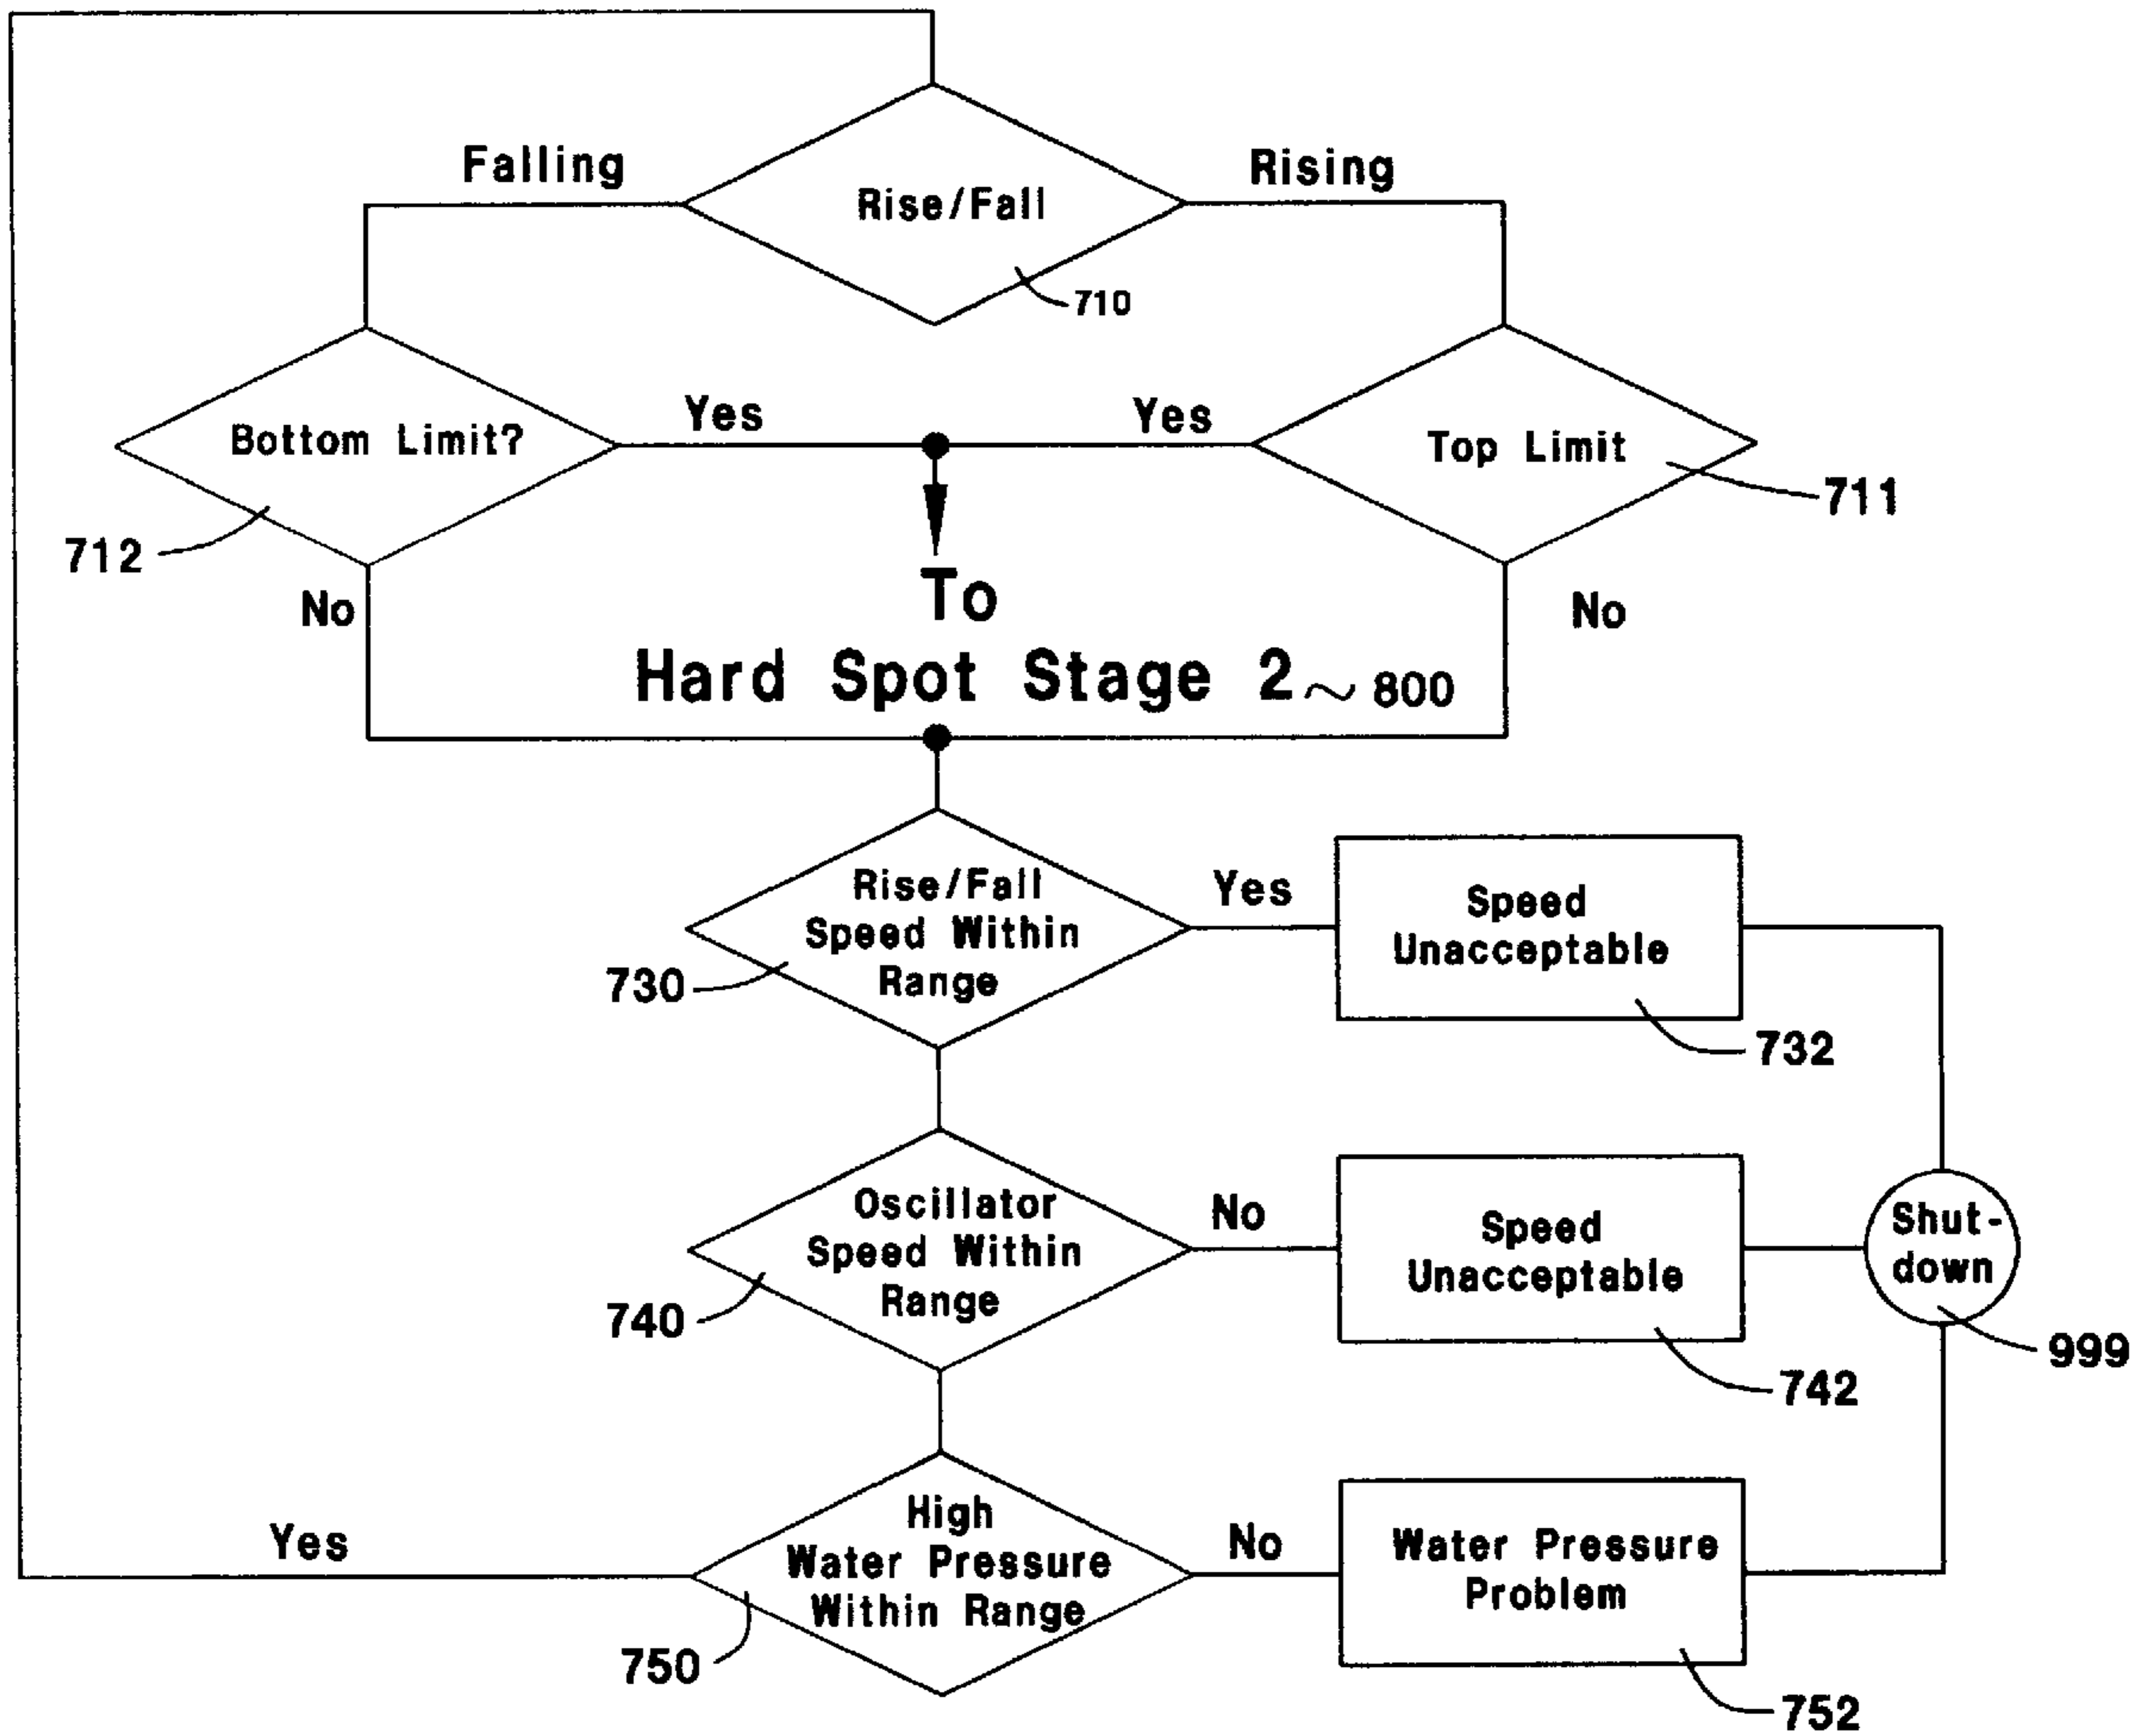 Falling
Rising
Rise/Fall
710
Bottom Limit?
Yes
Yes
Top Limit
711
712
No
To
No
Hard Spot Stage 2 ~ 800
Rise/Fall
Speed Within
Range
Yes
Speed
Unacceptable
730
732
Oscillator
Speed Within
Range
No
Speed
Unacceptable
Shut-
down
740
742
999
High
Water Pressure
Within Range
Yes
No
Water Pressure
Problem
750
752